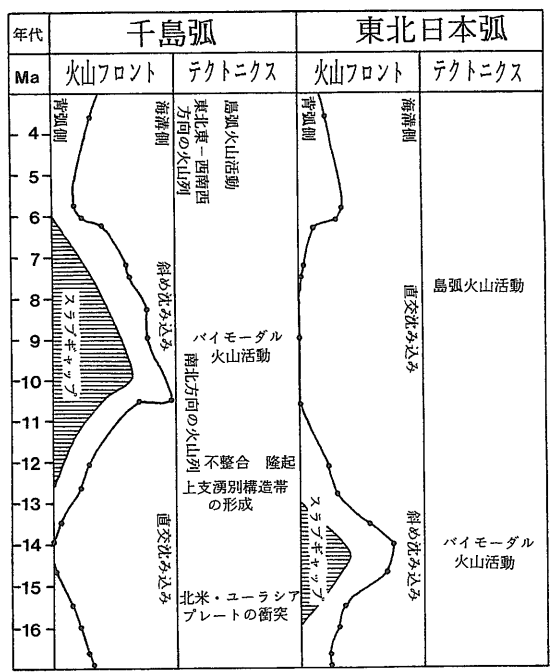 年代
千島弧
東北日本弧
Ma
火山フロント
テクトニクス
火山フロント
テクトニクス
背弧側
海溝側
東北東－西南西
方向の火山列
島弧火山活動
背弧側
海溝側
4
5
6
7
8
9
10
11
12
13
14
15
16
スラブギャップ
斜め沈み込み
直交沈み込み
バイモーダル
火山活動
南北方向の火山列
不整合 隆起
上支湧別構造帯
の形成
北米・ユーラシア
プレートの衝突
直交沈み込み
島弧火山活動
スラブギャップ
斜め沈み込み
バイモーダル
火山活動